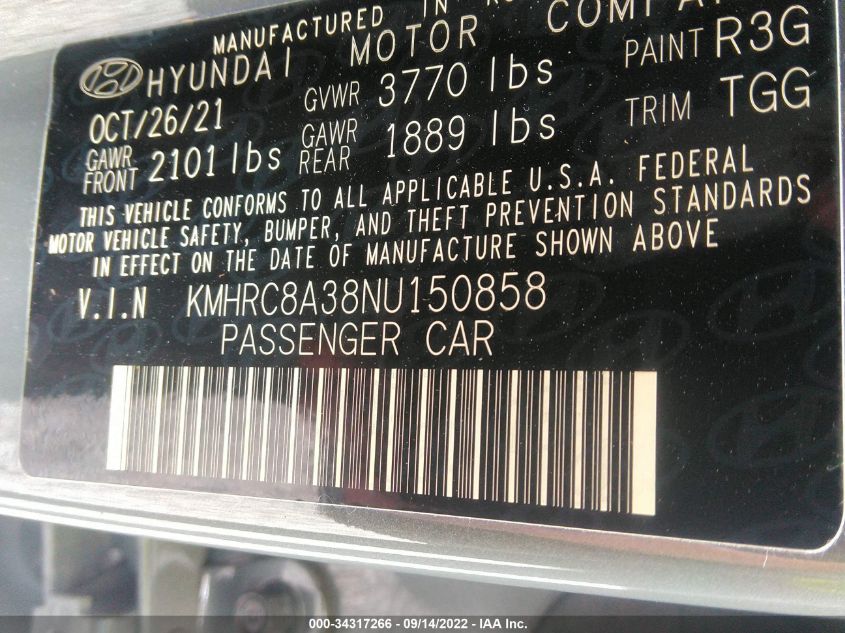 MANUFACTURED IN
HYUNDAI MOTOR
OCT/26/21 GVWR 3770 lbs PAINT R3G
GAWR FRONT 2101 lbs GAWR REAR 1889 lbs TRIM TGG
THIS VEHICLE CONFORMS TO ALL APPLICABLE U.S.A. FEDERAL
MOTOR VEHICLE SAFETY, BUMPER, AND THEFT PREVENTION STANDARDS
IN EFFECT ON THE DATE OF MANUFACTURE SHOWN ABOVE
V.I.N KMHRC8A38NU150858
PASSENGER CAR
000-34317266 - 09/14/2022 - IAA Inc.